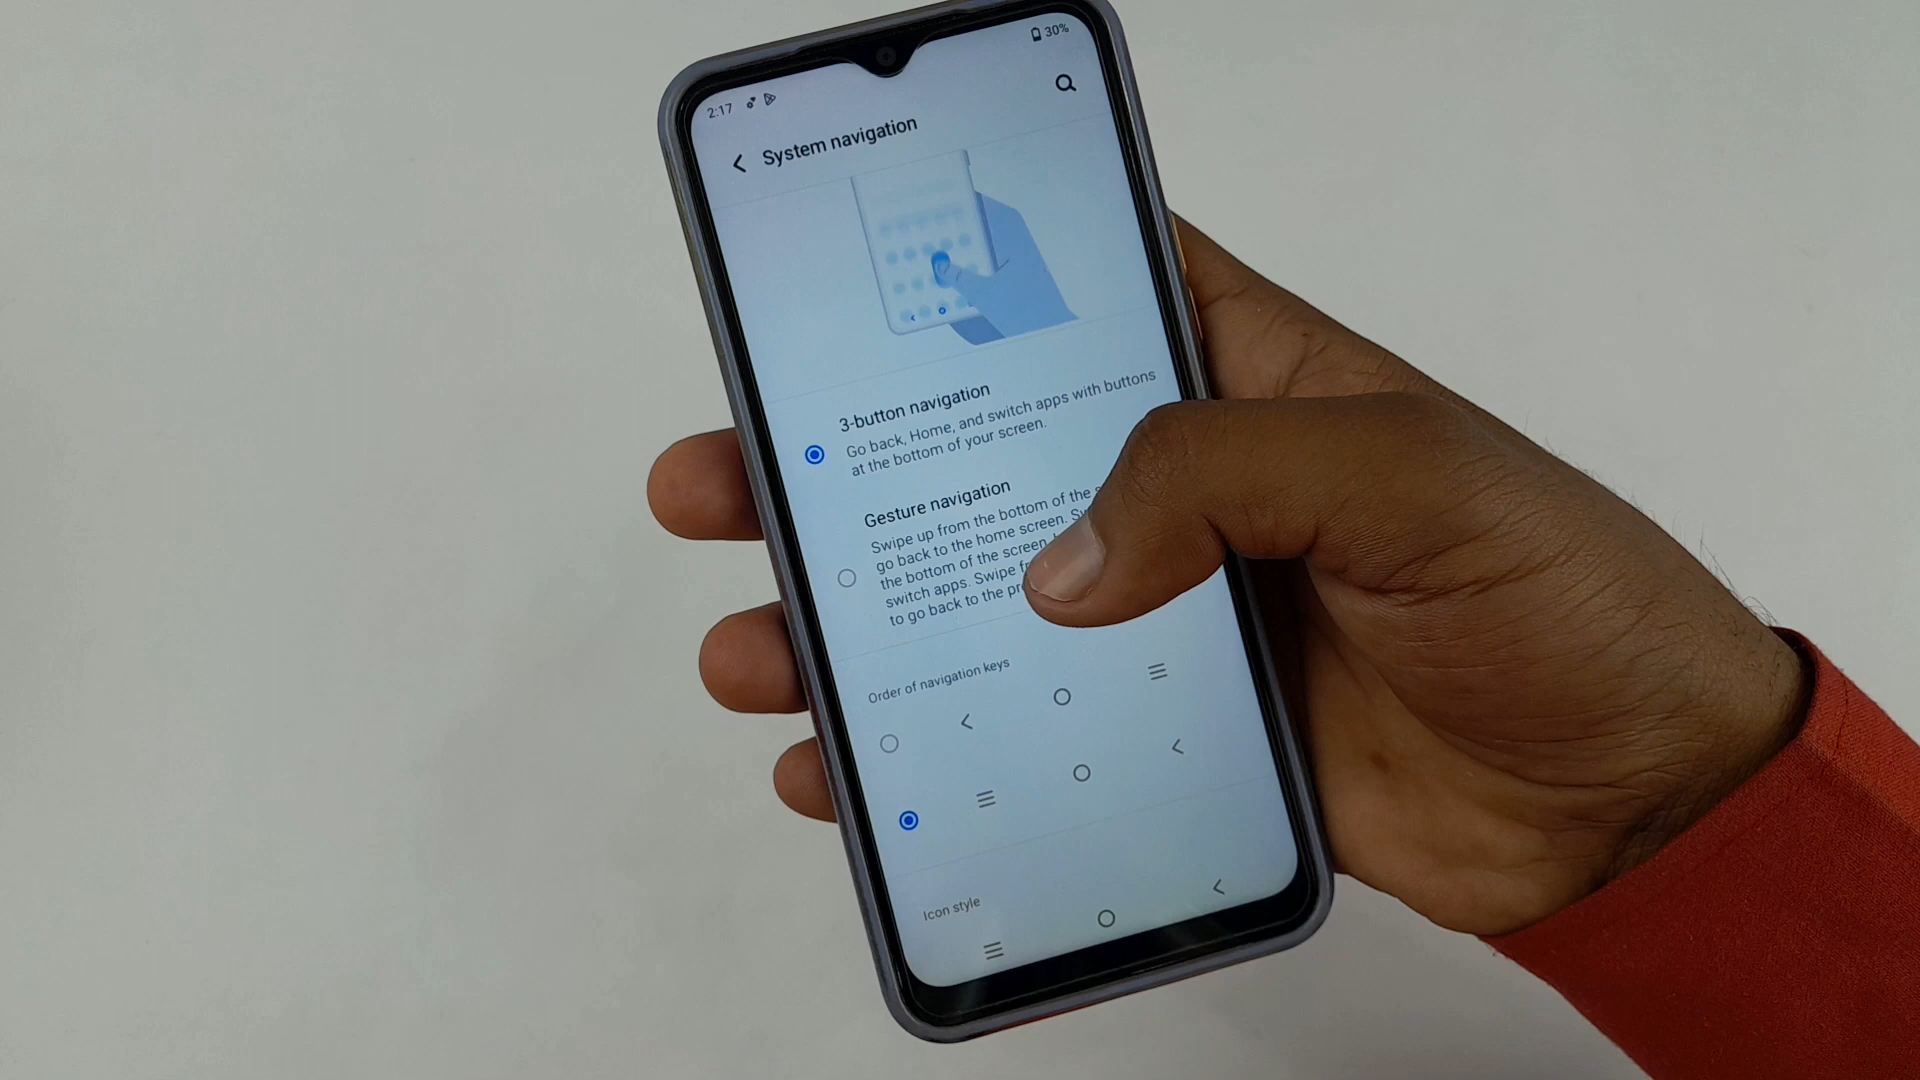 30%
2:17
System navigation
3-button navigation
Go back, Home, and switch apps with buttons
at the bottom of your screen.
Gesture navigation
Swipe up from the bottom of the
go back to the home screen.
the bottom of the screen
switch apps. Swipe
to go back to the
Order of navigation keys
Icon style